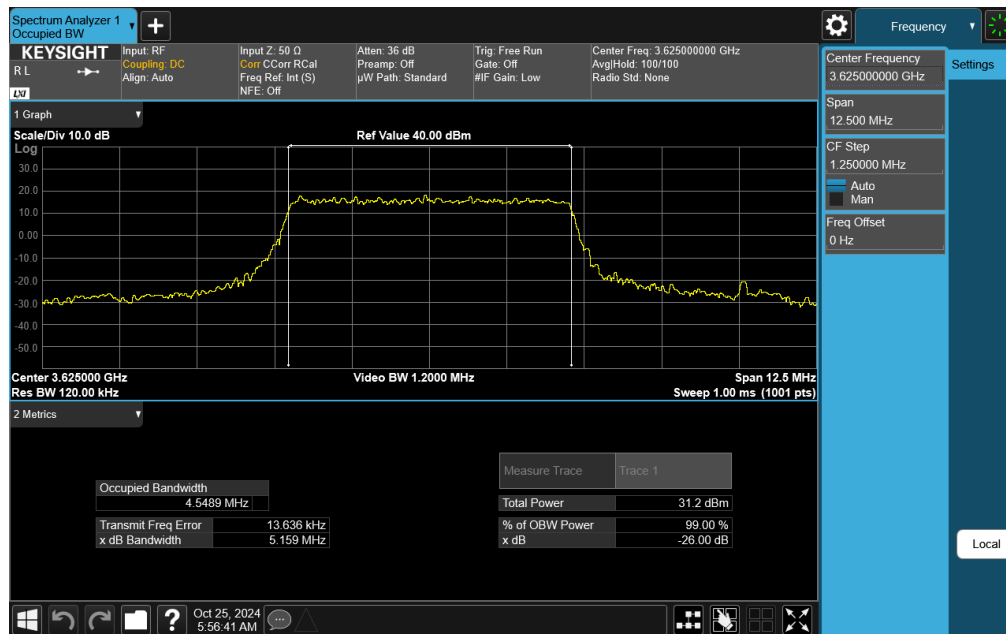 Spectrum Analyzer 1
Occupied BW
+
Frequency
KEYSIGHT
R L
LXI
Input: RF
Coupling: DC
Align: Auto
Input Z: 50 Ω
Corr CCorr RCal
Freq Ref: Int (S)
NFE: Off
Atten: 36 dB
Preamp: Off
µW Path: Standard
Trig: Free Run
Gate: Off
#IF Gain: Low
Center Freq: 3.625000000 GHz
Avg|Hold: 100/100
Radio Std: None
Center Frequency
3.625000000 GHz
Settings
Span
12.500 MHz
CF Step
1.250000 MHz
Auto
Man
Freq Offset
0 Hz
Local
1 Graph
Scale/Div 10.0 dB
Ref Value 40.00 dBm
Log
30.0
20.0
10.0
0.00
-10.0
-20.0
-30.0
-40.0
-50.0
Center 3.625000 GHz
Video BW 1.2000 MHz
Span 12.5 MHz
Res BW 120.00 kHz
Sweep 1.00 ms (1001 pts)
2 Metrics
Measure Trace
Trace 1
Occupied Bandwidth
4.5489 MHz
Total Power
31.2 dBm
Transmit Freq Error
13.636 kHz
% of OBW Power
99.00 %
x dB Bandwidth
5.159 MHz
x dB
-26.00 dB
?
Oct 25, 2024
5:56:41 AM